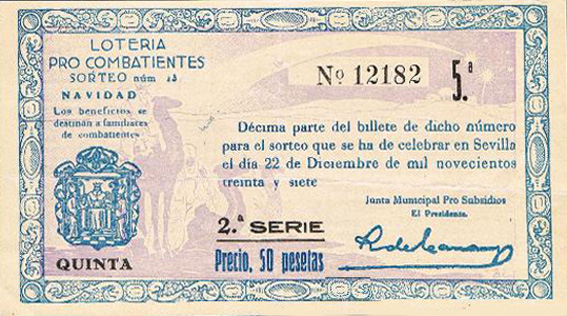 LOTERIA
PRO COMBATIENTES
SORTEO núm 13
NAVIDAD
Los beneficios se
destinan a familiares
de combatientes
Nº 12182
5.ª
Décima parte del billete de dicho número
para el sorteo que se ha de celebrar en Sevilla
el día 22 de Diciembre de mil novecientos
treinta y siete
Junta Municipal Pro Subsidios
El Presidente.
2.ª SERIE
QUINTA
Precio, 50 pesetas